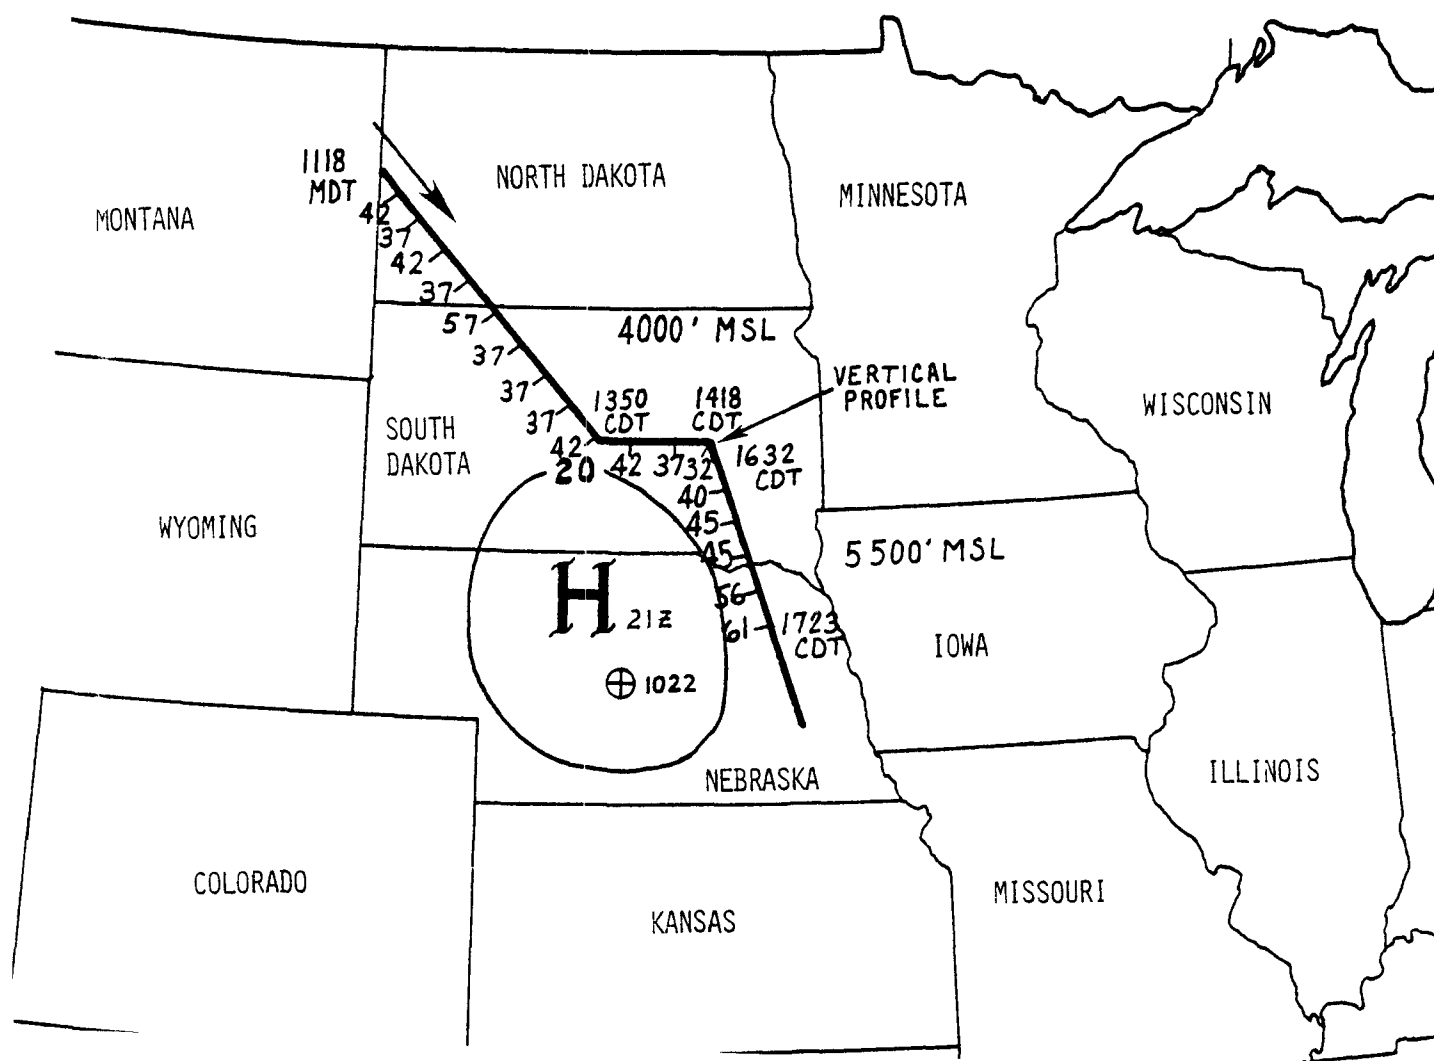 1118
MDT
NORTH DAKOTA
MINNESOTA
MONTANA
42
37
42
37
57
4000' MSL
37
37
VERTICAL
PROFILE
1350
CDT
1418
CDT
WISCONSIN
37
SOUTH
DAKOTA
42
20
42
37
32
1632
CDT
40
WYOMING
45
45
5500' MSL
H
21Z
56
61
1723
CDT
IOWA
1022
NEBRASKA
ILLINOIS
COLORADO
MISSOURI
KANSAS